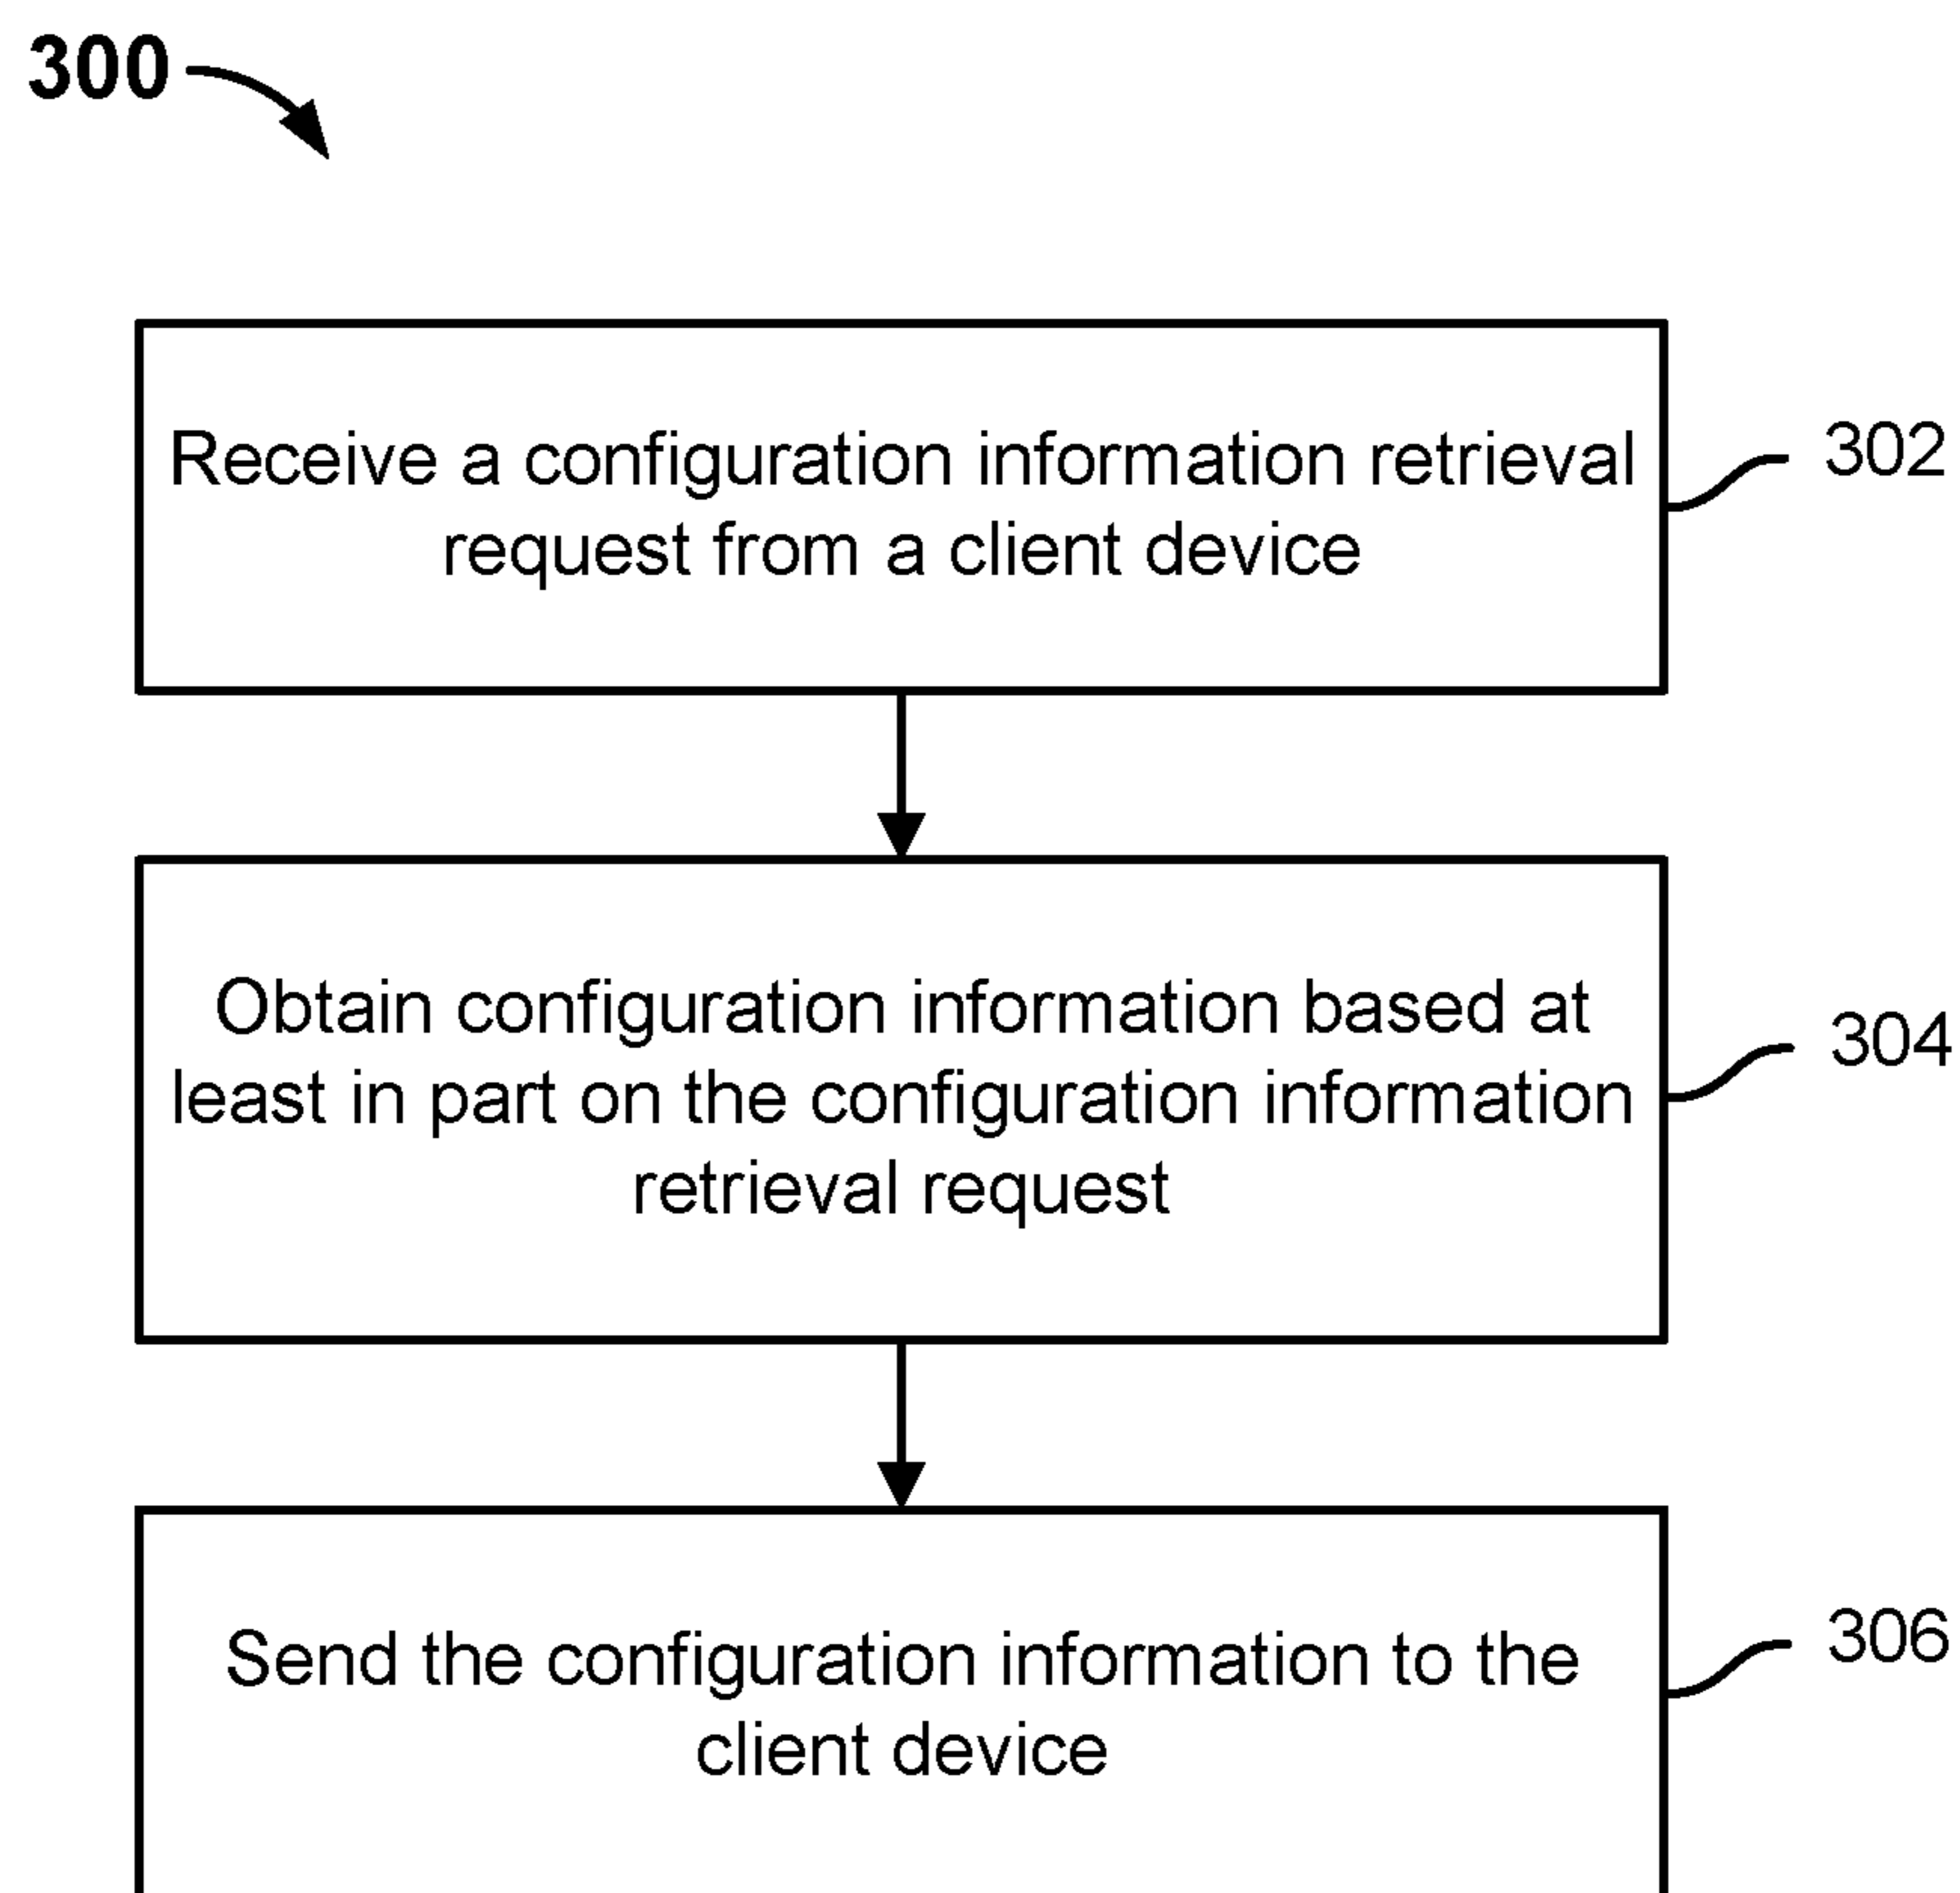 300
Receive a configuration information retrieval
request from a client device
302
Obtain configuration information based at
least in part on the configuration information
retrieval request
304
Send the configuration information to the
client device
306